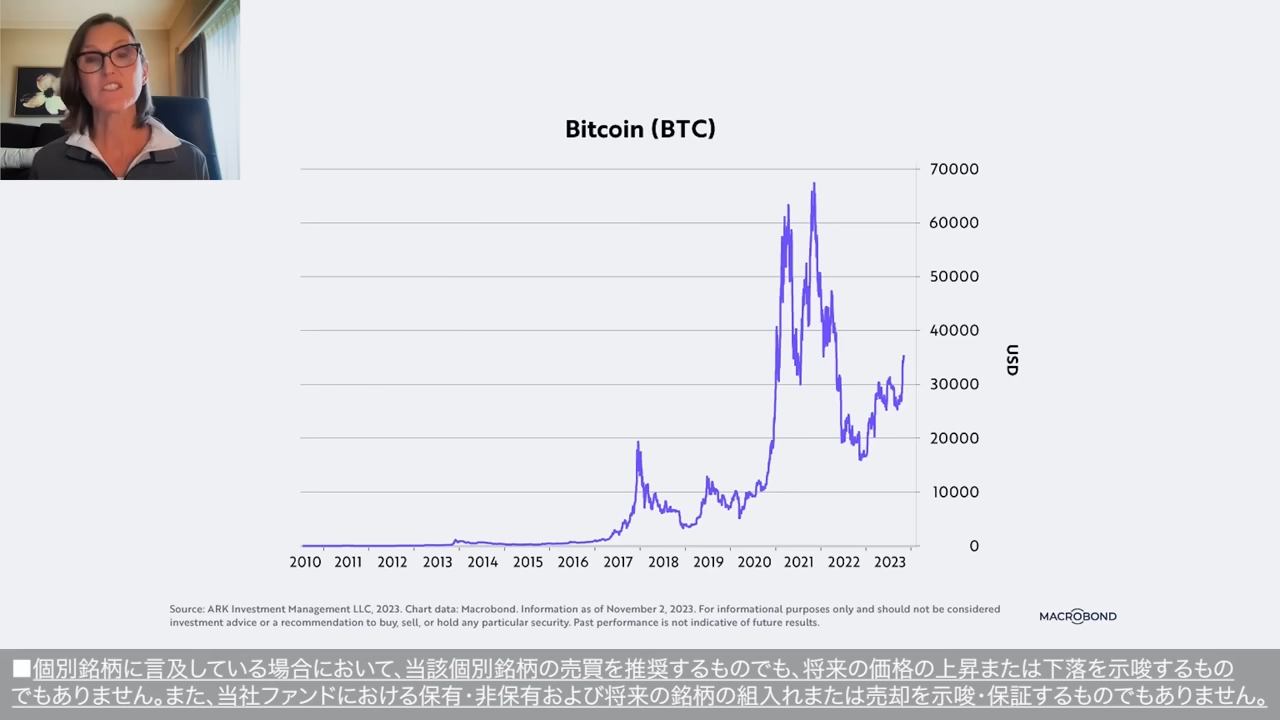 Bitcoin (BTC)
70000
60000
50000
40000
30000
20000
10000
0
USD
2010 2011 2012 2013 2014 2015 2016 2017 2018 2019 2020 2021 2022 2023
Source: ARK Investment Management LLC, 2023. Chart data: Macrobond. Information as of November 2, 2023. For informational purposes only and should not be considered
investment advice or a recommendation to buy, sell, or hold any particular security. Past performance is not indicative of future results.
MACROBOND
■個別銘柄に言及している場合において、当該個別銘柄の売買を推奨するものでも、将来の価格の上昇または下落を示唆するもの
でもありません。また、当社ファンドにおける保有・非保有および将来の銘柄の組入れまたは売却を示唆・保証するものでもありません。